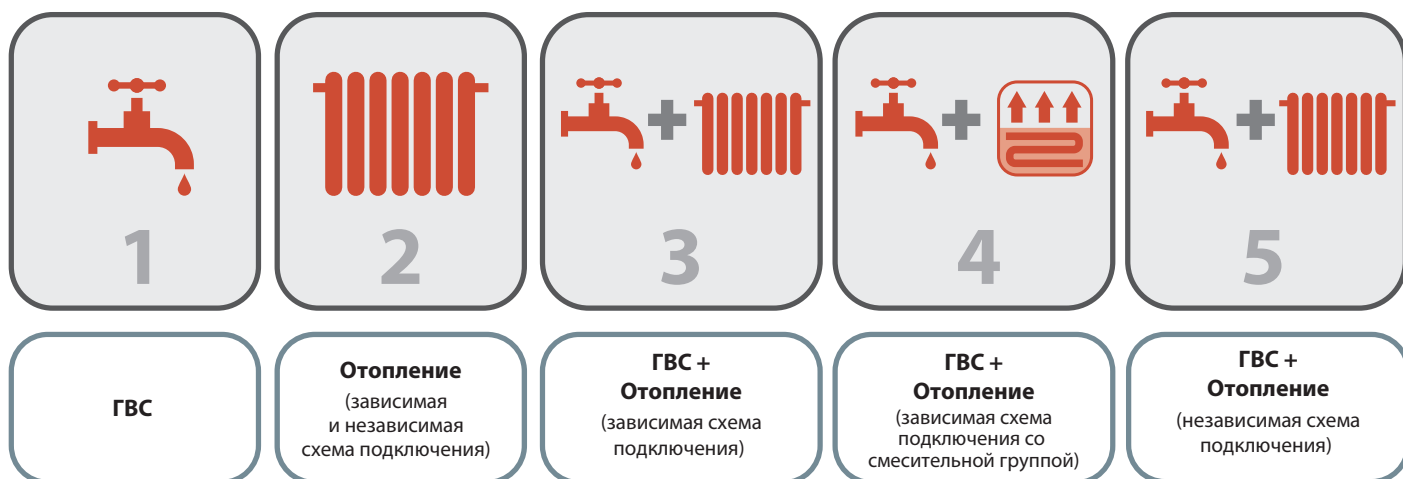 1
2
3
4
5
ГВС
Отопление
(зависимая
и независимая
схема подключения)
ГВС +
Отопление
(зависимая схема
подключения)
ГВС +
Отопление
(зависимая схема
подключения со
смесительной группой)
ГВС +
Отопление
(независимая схема
подключения)